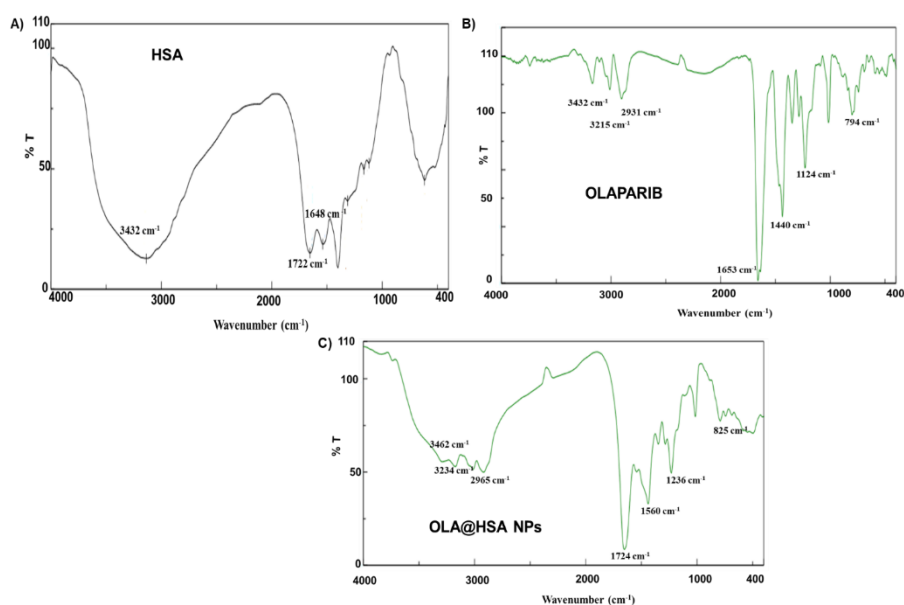 A)
110
HSA
100
% T
50
0
3432 cm-1
1648 cm-1
1722 cm-1
4000
3000
2000
1000
400
Wavenumber (cm-1)
B)
110
100
% T
50
0
3432 cm-1
2931 cm-1
3215 cm-1
794 cm-1
1124 cm-1
OLAPARIB
1440 cm-1
1653 cm-1
4000
3000
2000
1000
400
Wavenumber (cm-1)
C)
110
100
% T
50
0
3462 cm-1
3234 cm-1
2965 cm-1
825 cm-1
1236 cm-1
1560 cm-1
OLA@HSA NPs
1724 cm-1
4000
3000
2000
1000
400
Wavenumber (cm-1)